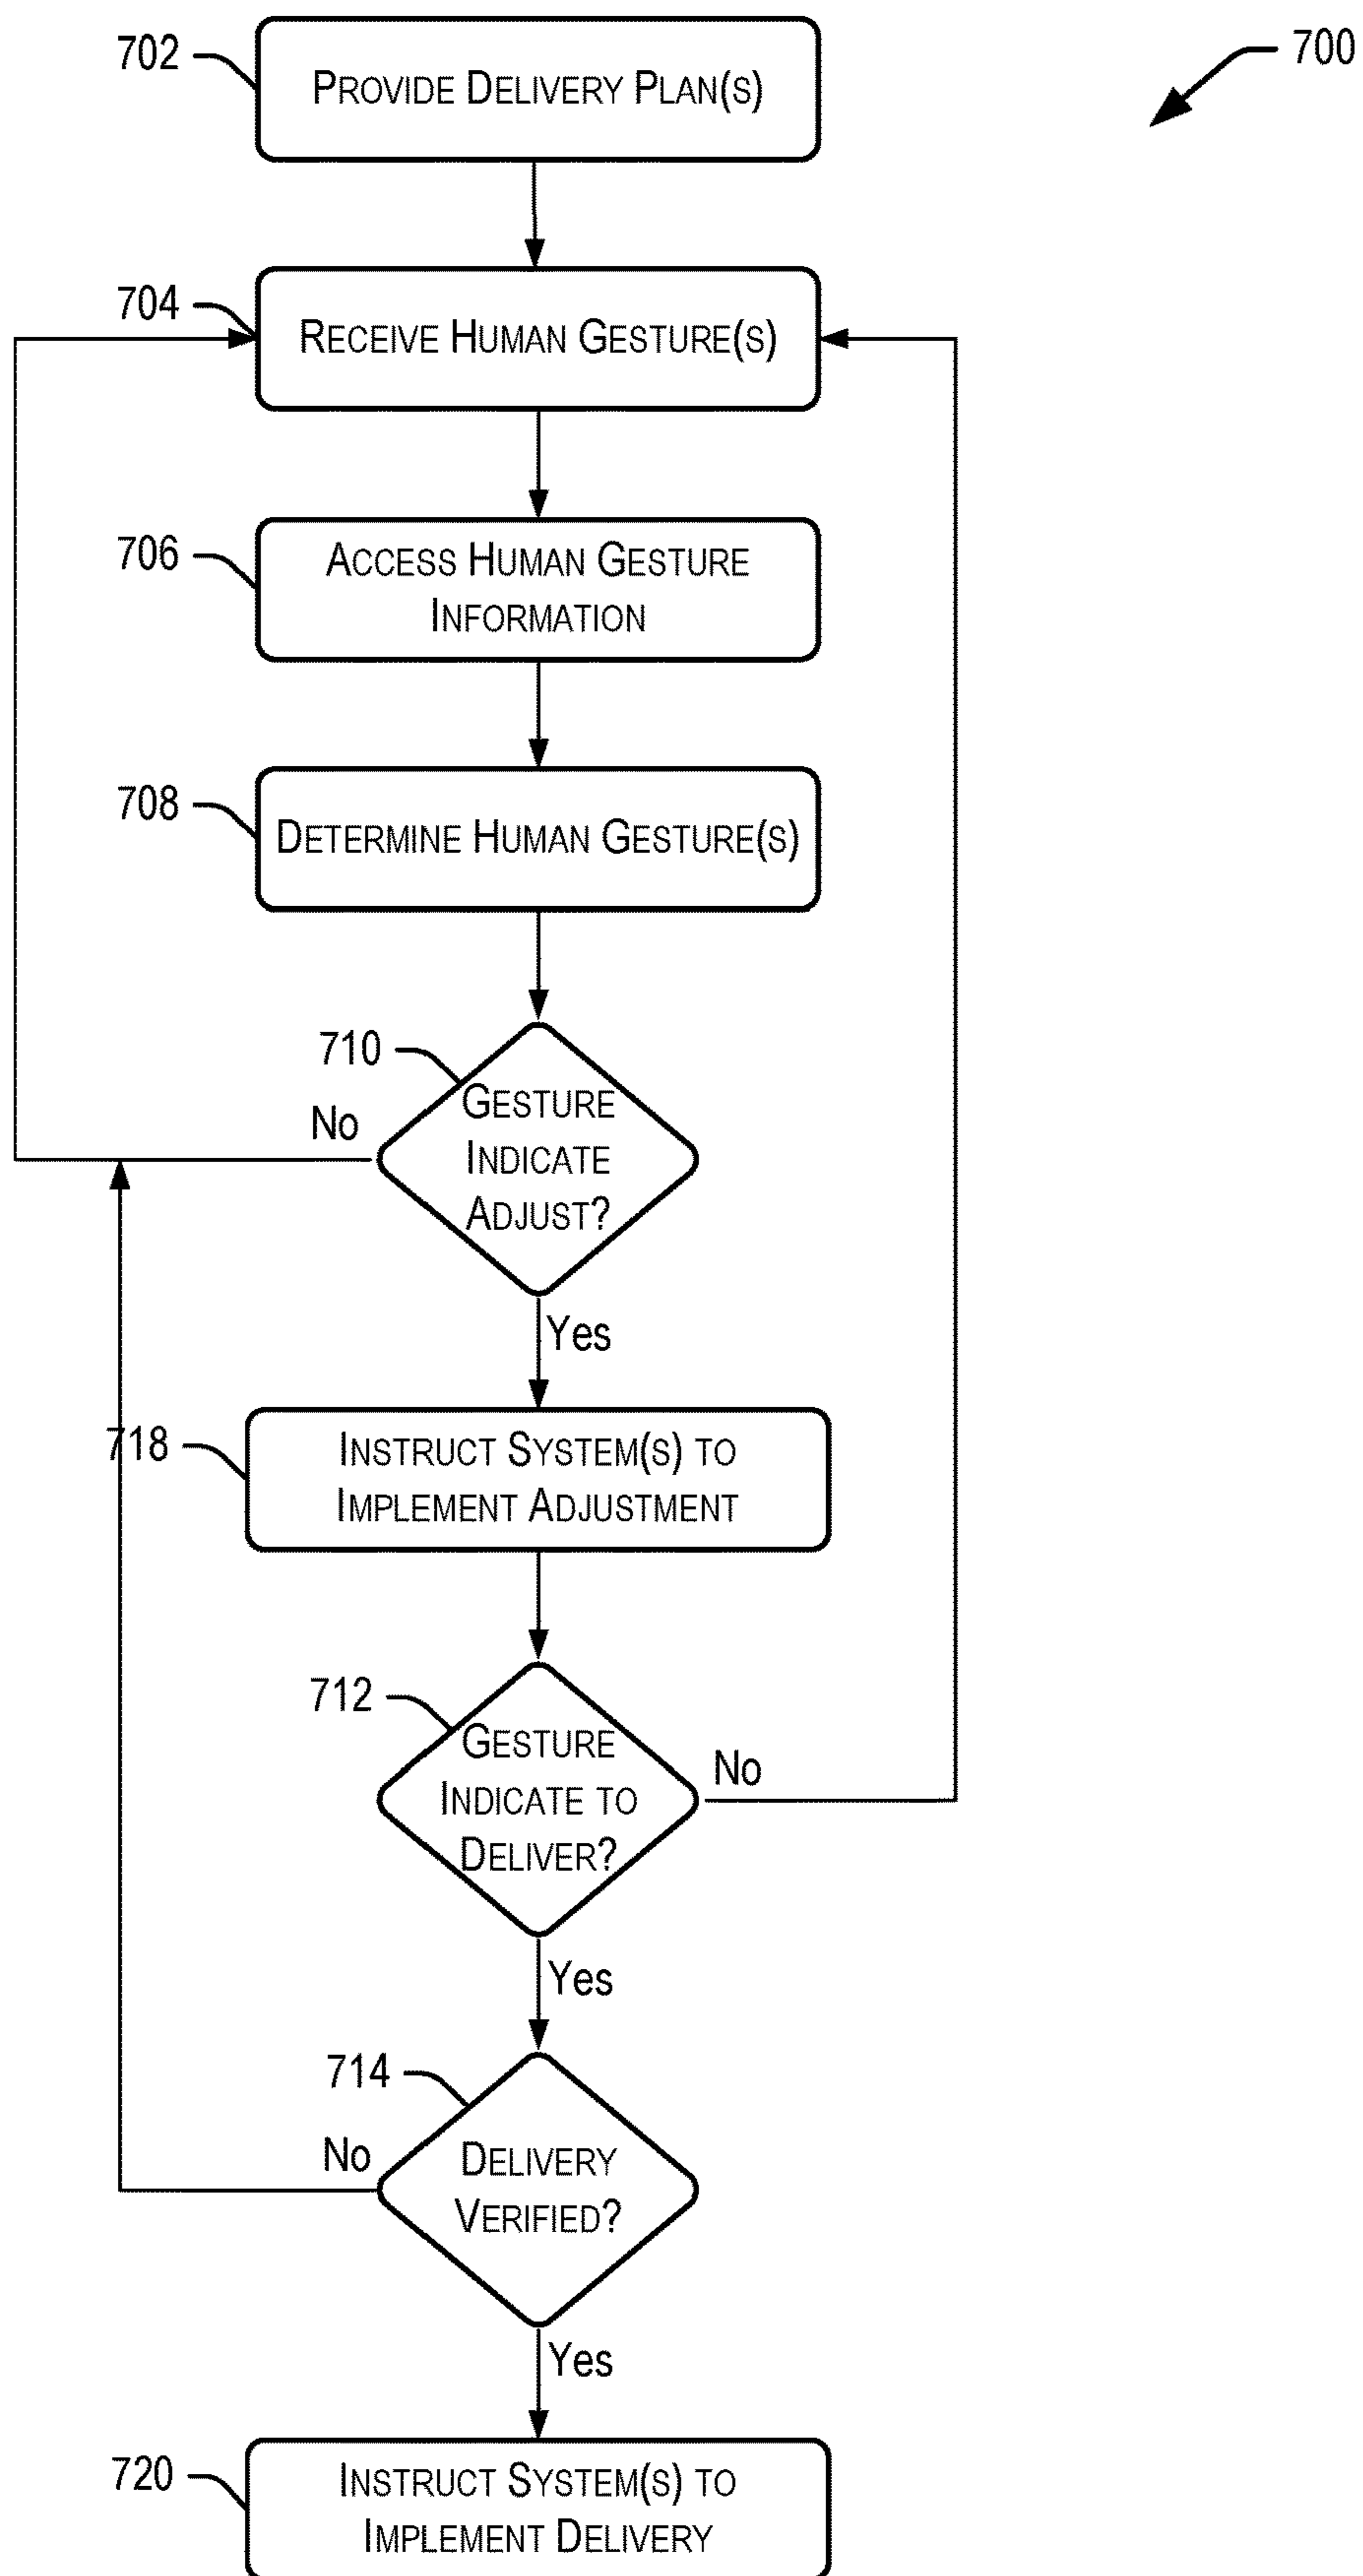 700
702
PROVIDE DELIVERY PLAN(S)
704
RECEIVE HUMAN GESTURE(S)
706
ACCESS HUMAN GESTURE
INFORMATION
708
DETERMINE HUMAN GESTURE(S)
710
GESTURE
INDICATE
ADJUST?
No
Yes
718
INSTRUCT SYSTEM(S) TO
IMPLEMENT ADJUSTMENT
712
GESTURE
INDICATE TO
DELIVER?
No
Yes
714
DELIVERY
VERIFIED?
No
Yes
720
INSTRUCT SYSTEM(S) TO
IMPLEMENT DELIVERY